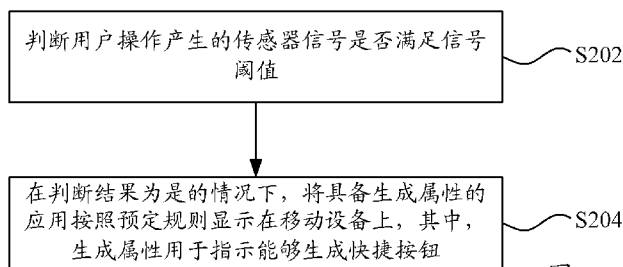 判断用户操作产生的传感器信号是否满足信号
阈值
S202
在判断结果为是的情况下，将具备生成属性的
应用按照预定规则显示在移动设备上，其中，
生成属性用于指示能够生成快捷按钮
S204